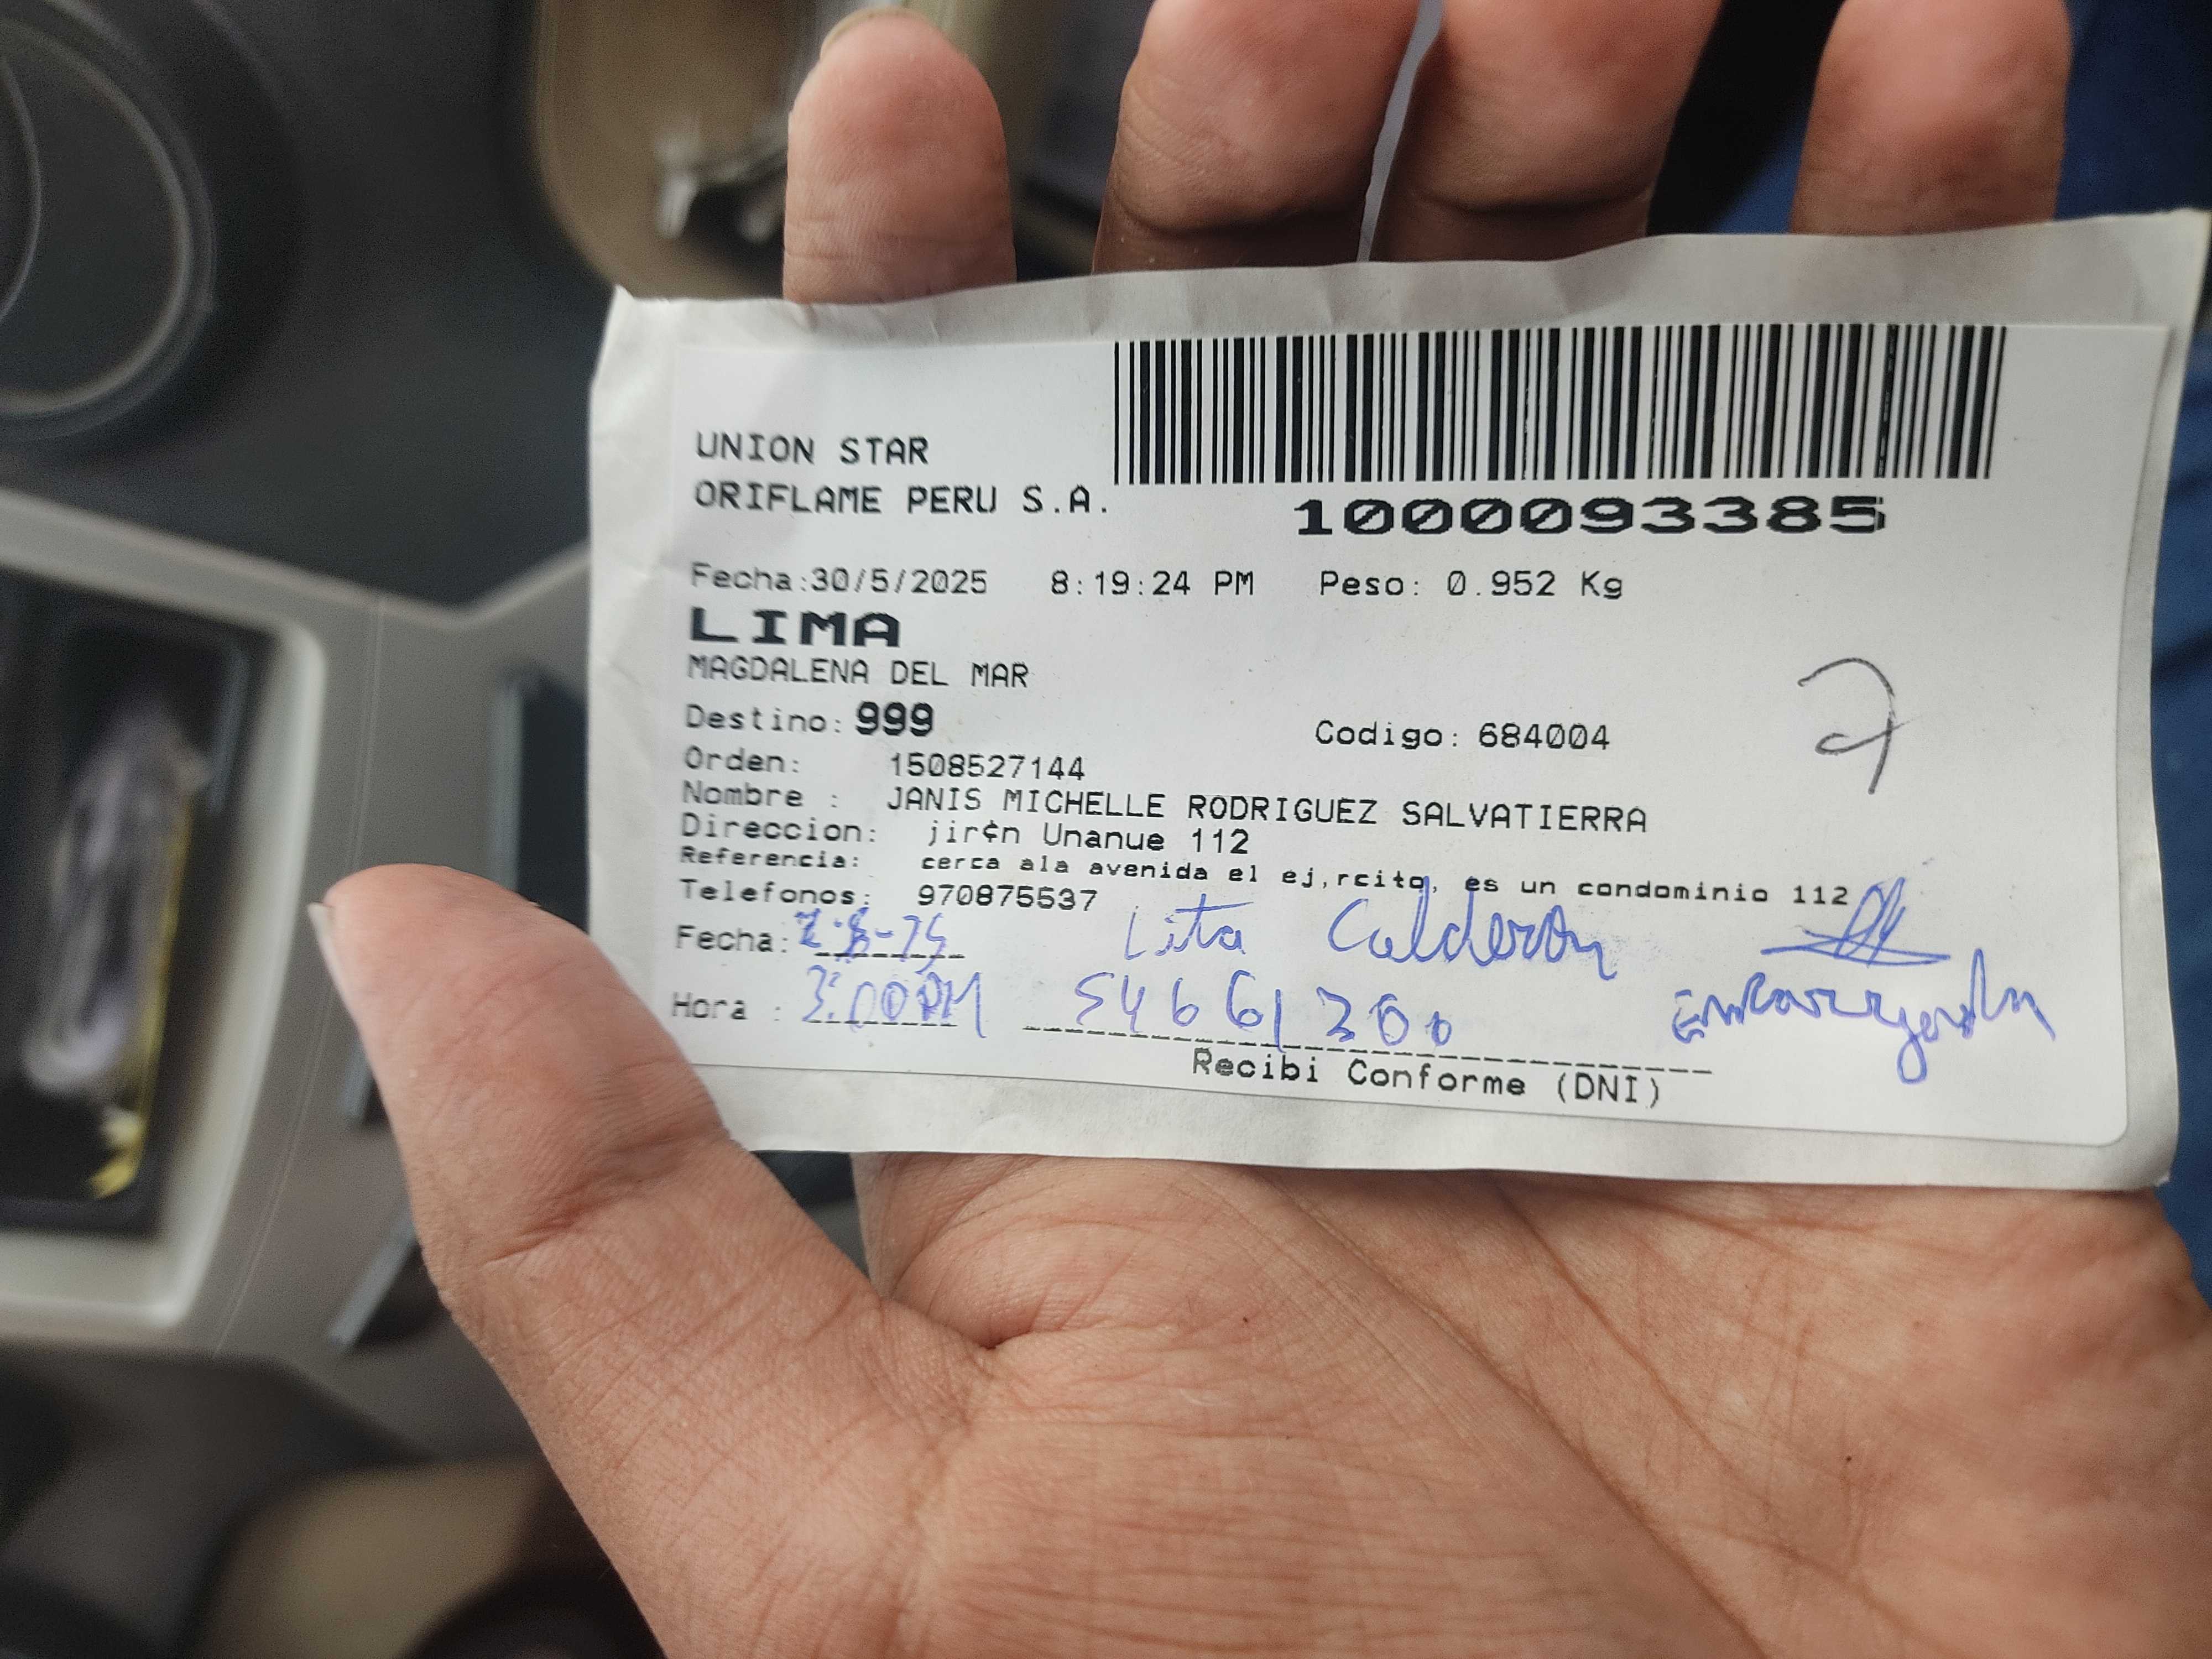 UNION STAR
ORIFLAME PERU S.A.
1000093385
Fecha:30/5/2025 8:19:24 PM Peso: 0.952 Kg
LIMA
MAGDALENA DEL MAR
Destino: 999 Codigo: 684004
Orden: 1508527144
Nombre : JANIS MICHELLE RODRIGUEZ SALVATIERRA
Direccion: jir¢n Unanue 112
Referencia: cerca ala avenida el ej,rcito, es un condominio 112
Telefonos: 970875537
Fecha: Lita Calderon
Hora : 3:00PM
Recibi Conforme (DNI)